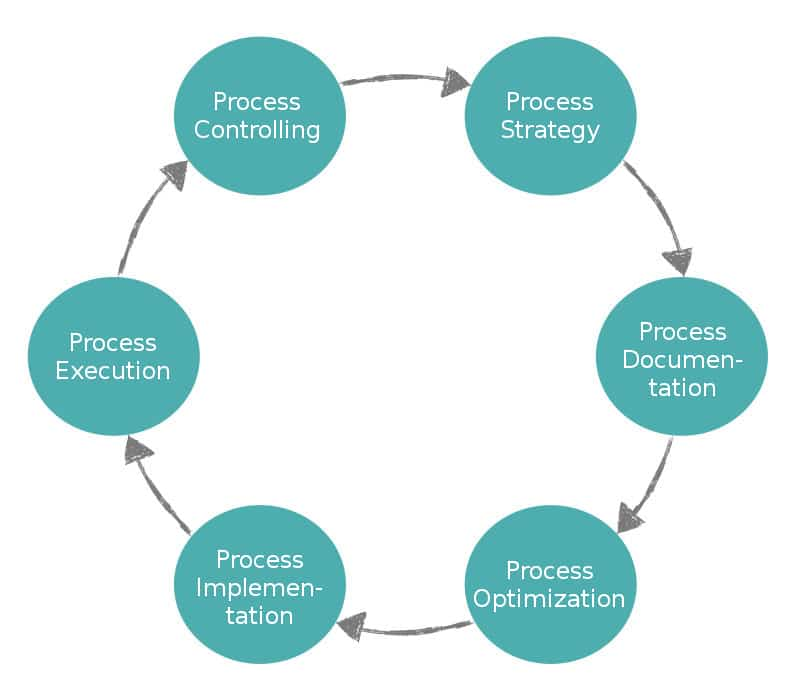 Process
Controlling
Process
Strategy
Process
Documen-
tation
Process
Optimization
Process
Implemen-
tation
Process
Execution